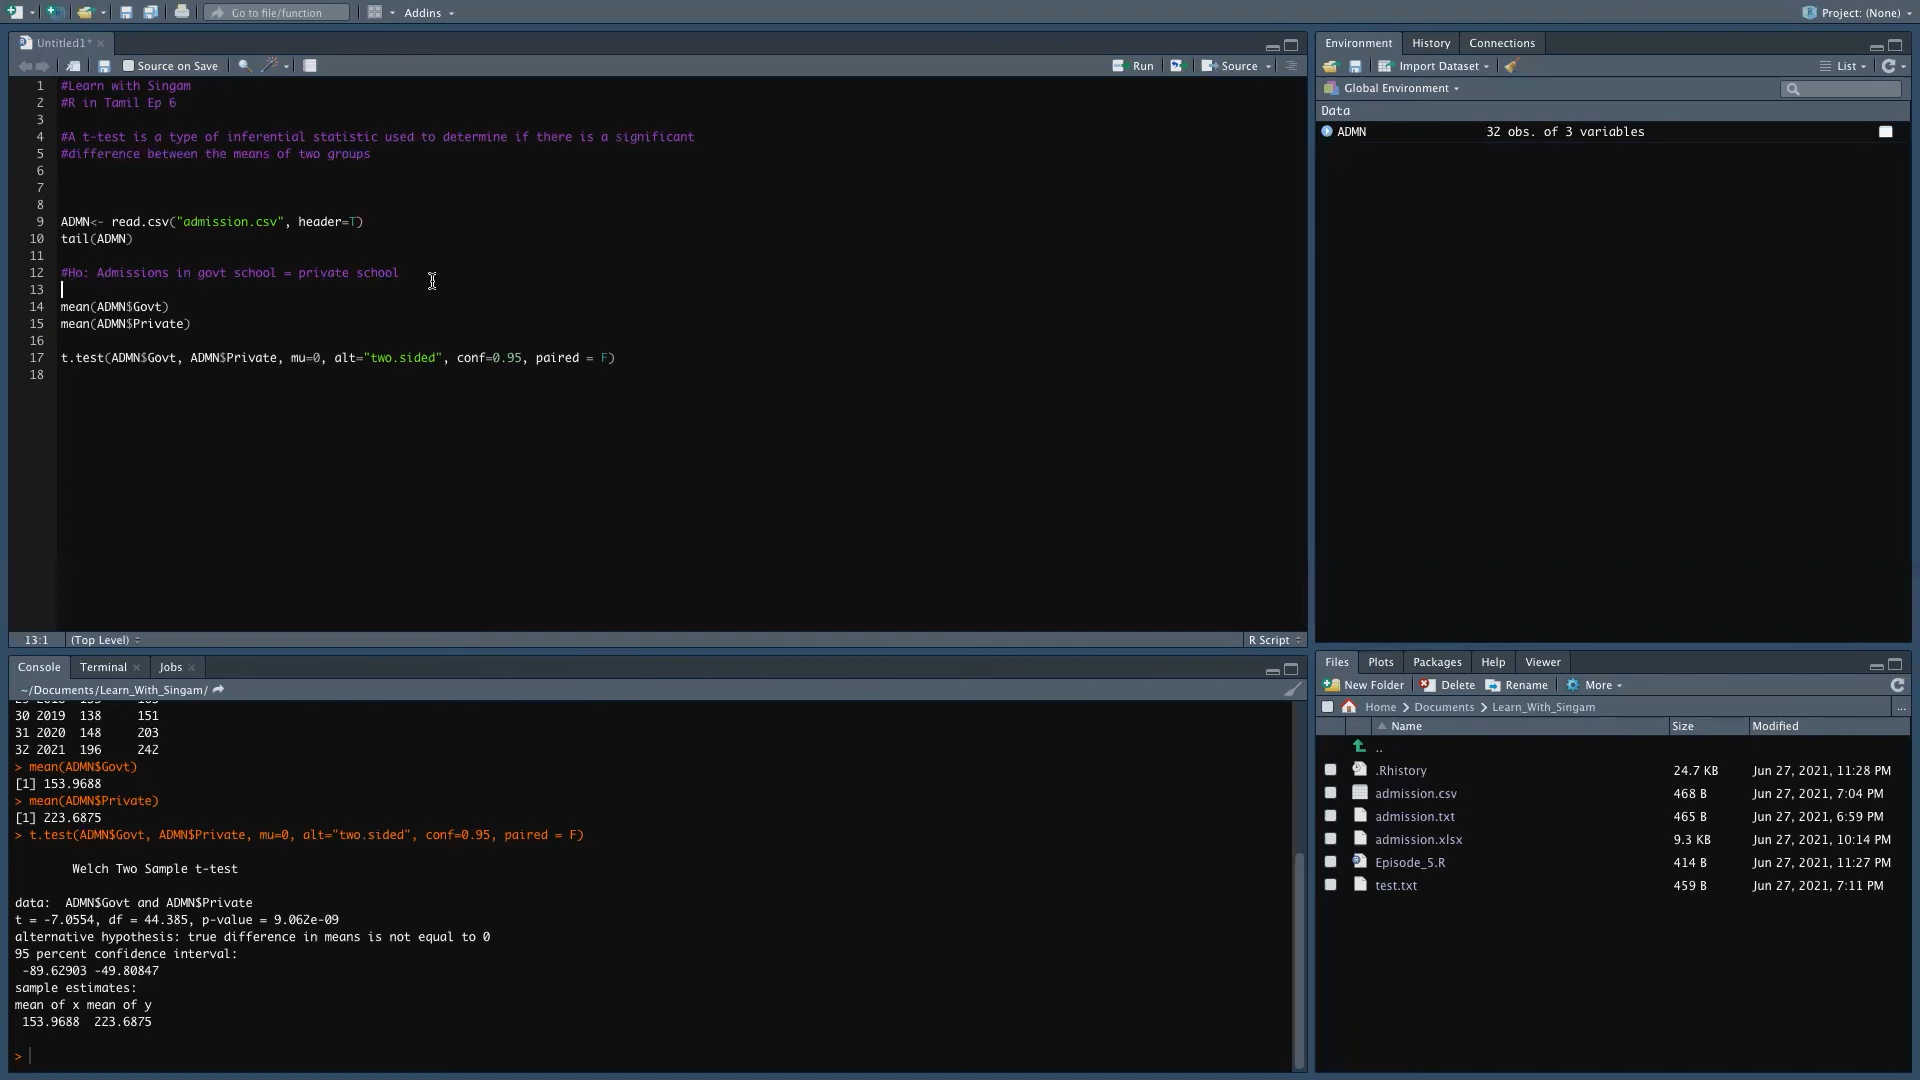 Go to file/function
Addins
Project: (None)
Untitled1*
Source on Save
Run
Source
1 #Learn with Singam
2 #R in Tamil Ep 6
3
4 #A t-test is a type of inferential statistic used to determine if there is a significant
5 #difference between the means of two groups
6
7
8
9 ADMN<- read.csv("admission.csv", header=T)
10 tail(ADMN)
11
12 #Ho: Admissions in govt school = private school
13
14 mean(ADMN$Govt)
15 mean(ADMN$Private)
16
17 t.test(ADMN$Govt, ADMN$Private, mu=0, alt="two.sided", conf=0.95, paired = F)
18
13:1 (Top Level) R Script
Console Terminal Jobs
~/Documents/Learn_With_Singam/
30 2019 138 151
31 2020 148 203
32 2021 196 242
> mean(ADMN$Govt)
[1] 153.9688
> mean(ADMN$Private)
[1] 223.6875
> t.test(ADMN$Govt, ADMN$Private, mu=0, alt="two.sided", conf=0.95, paired = F)
Welch Two Sample t-test
data: ADMN$Govt and ADMN$Private
t = -7.0554, df = 44.385, p-value = 9.062e-09
alternative hypothesis: true difference in means is not equal to 0
95 percent confidence interval:
-89.62903 -49.80847
sample estimates:
mean of x mean of y
153.9688 223.6875
>
Environment History Connections
Import Dataset List
Global Environment
Data
ADMN 32 obs. of 3 variables
Files Plots Packages Help Viewer
New Folder Delete Rename More
Home Documents Learn_With_Singam ...
Name Size Modified
..
.Rhistory 24.7 KB Jun 27, 2021, 11:28 PM
admission.csv 468 B Jun 27, 2021, 7:04 PM
admission.txt 465 B Jun 27, 2021, 6:59 PM
admission.xlsx 9.3 KB Jun 27, 2021, 10:14 PM
Episode_5.R 414 B Jun 27, 2021, 11:27 PM
test.txt 459 B Jun 27, 2021, 7:11 PM